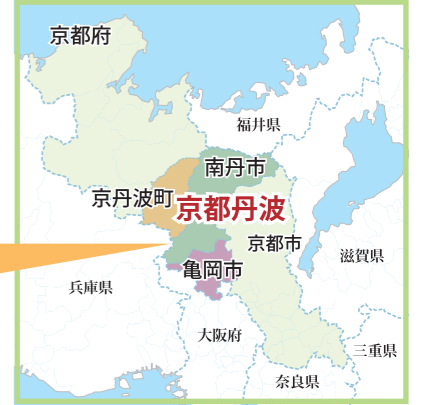 京都府
福井県
南丹市
京丹波町
京都丹波
京都市
滋賀県
亀岡市
兵庫県
大阪府
三重県
奈良県